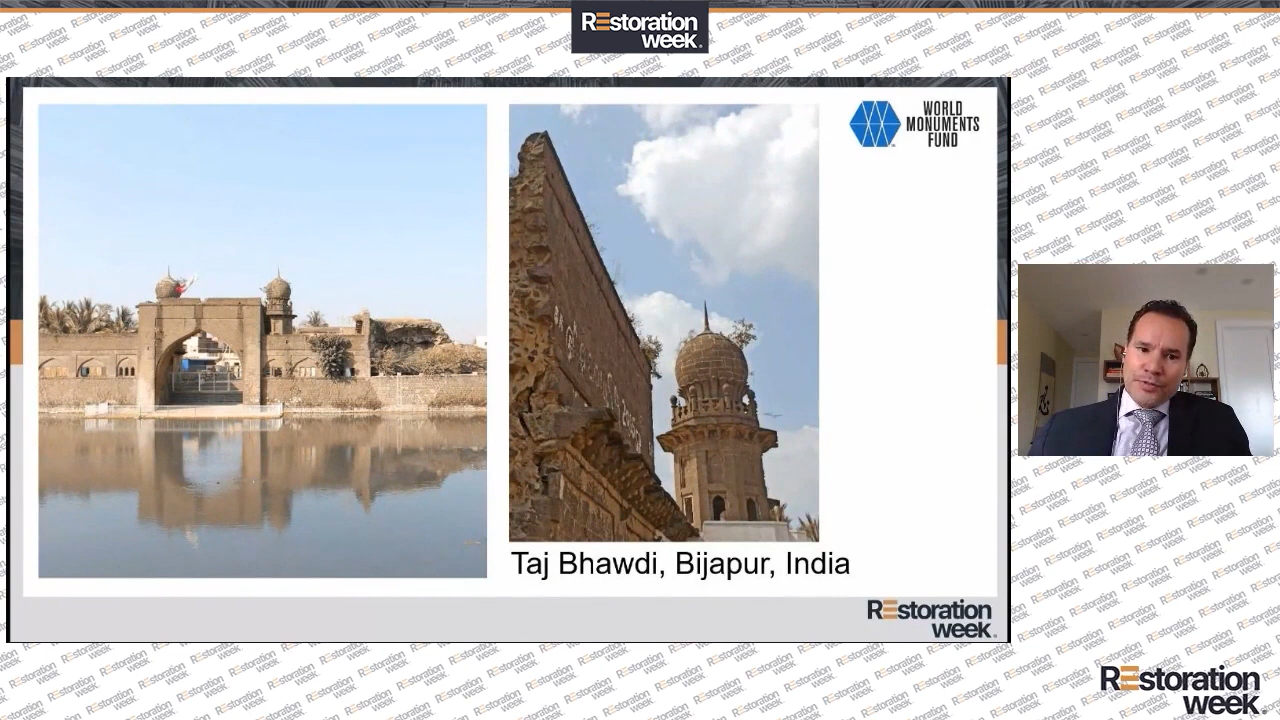 REstoration
week.
WORLD
MONUMENTS
FUND
Taj Bhawdi, Bijapur, India
REstoration
week.
REstoration
week.